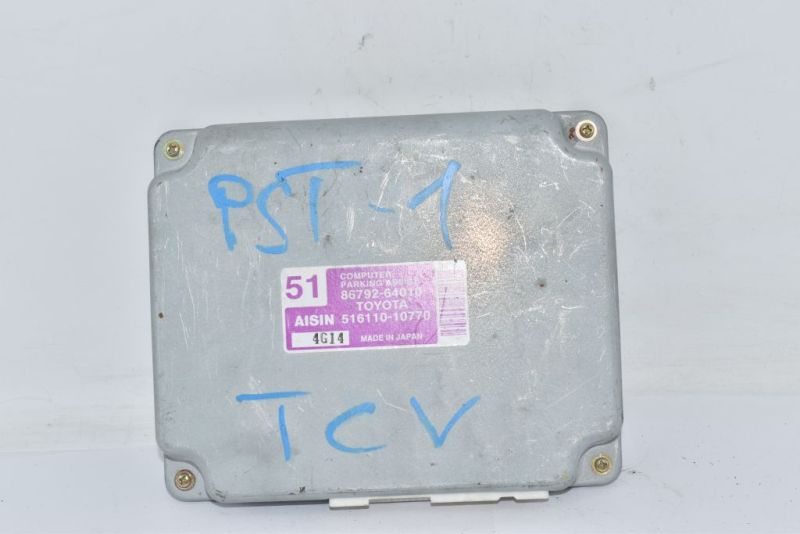 PST-1
51
COMPUTER
PARKING ASSIST
86792-64010
TOYOTA
AISIN 516110-10770
4G14 MADE IN JAPAN
TCV